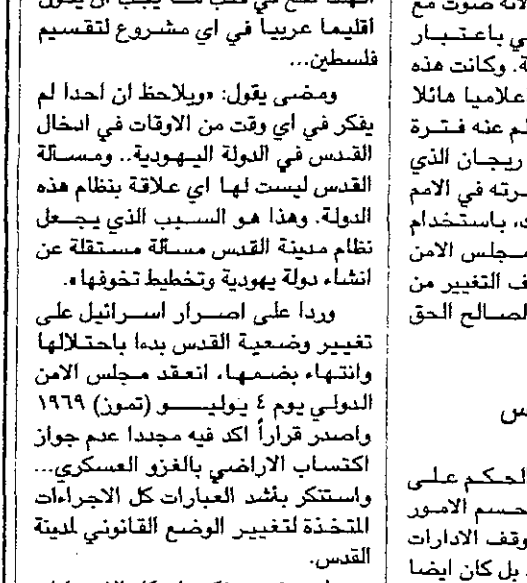 اقليما عربيا في اي مشروع لتقسيم
فلسطين...
ومضى يقول: «ويلاحظ ان احدا لم
يفكر في اي وقت من الاوقات في ادخال
القدس في الدولة اليهودية.. ومسألة
القدس ليست لها اي علاقة بنظام هذه
الدولة. وهذا هو السبب الذي يجعل
نظام مدينة القدس مسألة مستقلة عن
انشاء دولة يهودية وتخطيط تخوفها».
وردا على اصرار اسرائيل على
تغيير وضعية القدس بدءا باحتلالها
وانتهاء بضمها، انعقد مجلس الامن
الدولي يوم ٤ يوليو (تموز) ١٩٦٩
واصدر قراراً اكد فيه مجددا عدم جواز
اكتساب الاراضي بالغزو العسكري...
واستنكر بأشد العبارات كل الاجراءات
المتخذة لتغيير الوضع القانوني لمدينة
القدس.
صوت مع
ي باعتبار
ة. وكانت هذه
علاميا هائلا
م عنه فترة
ريجان الذي
رته في الامم
، باستخدام
مجلس الامن
ف التغيير من
لصالح الحق
س
لحكم على
حسم الامور
وقف الادارات
بل كان ايضا